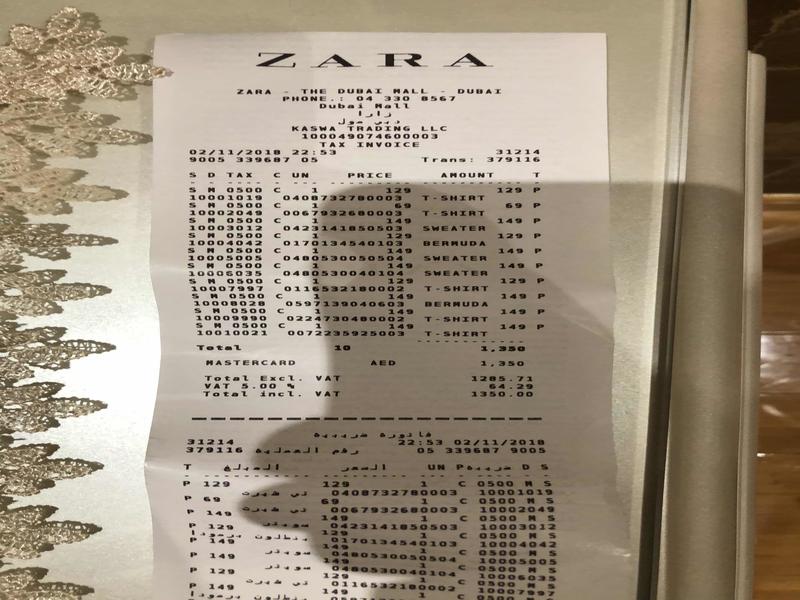 ZARA
ZARA - THE DUBAI MALL - DUBAI
PHONE.: 04 330 8567
Dubai Mall
زارا
دبي مول
KASWA TRADING LLC
100049074600003
TAX INVOICE
02/11/2018 22:53 31214
9005 339687 05 Trans: 379116
S D TAX C UN PRICE AMOUNT T
S M 0500 C 1 129 129 P
10001019 0408732780003 T-SHIRT
S M 0500 C 1 69 69 P
10002049 0067932680003 T-SHIRT
S M 0500 C 1 149 149 P
10003012 0423141850503 SWEATER
S M 0500 C 1 129 129 P
10004042 0170134540103 BERMUDA
S M 0500 C 1 149 149 P
10005005 0480530050504 SWEATER
S M 0500 C 1 149 149 P
10006035 0480530040104 SWEATER
S M 0500 C 1 129 129 P
10007997 0116532180002 T-SHIRT
S M 0500 C 1 149 149 P
10008028 0597139040603 BERMUDA
S M 0500 C 1 149 149 P
10009990 0224730480002 T-SHIRT
S M 0500 C 1 149 149 P
10010021 0072235925003 T-SHIRT
Total 10 1,350
MASTERCARD AED 1,350
Total Excl. VAT 1285.71
VAT 5.00 % 64.29
Total incl. VAT 1350.00
فاتورة ضريبية
31214 22:53 02/11/2018
379116 رقم العملية 05 339687 9005
T المبلغ السعر UN P ضريبة D S
P 129 129 1 C 0500 M S
تي شيرت 0408732780003 10001019
P 69 69 1 C 0500 M S
تي شيرت 0067932680003 10002049
P 149 149 1 C 0500 M S
سويتر 0423141850503 10003012
P 129 129 1 C 0500 M S
بنطلون برمودا 0170134540103 10004042
P 149 149 1 C 0500 M S
سويتر 0480530050504 10005005
P 149 149 1 C 0500 M S
سويتر 0480530040104 10006035
P 129 129 1 C 0500 M S
تي شيرت 0116532180002 10007997
P 149 149 1 C 0500 M S